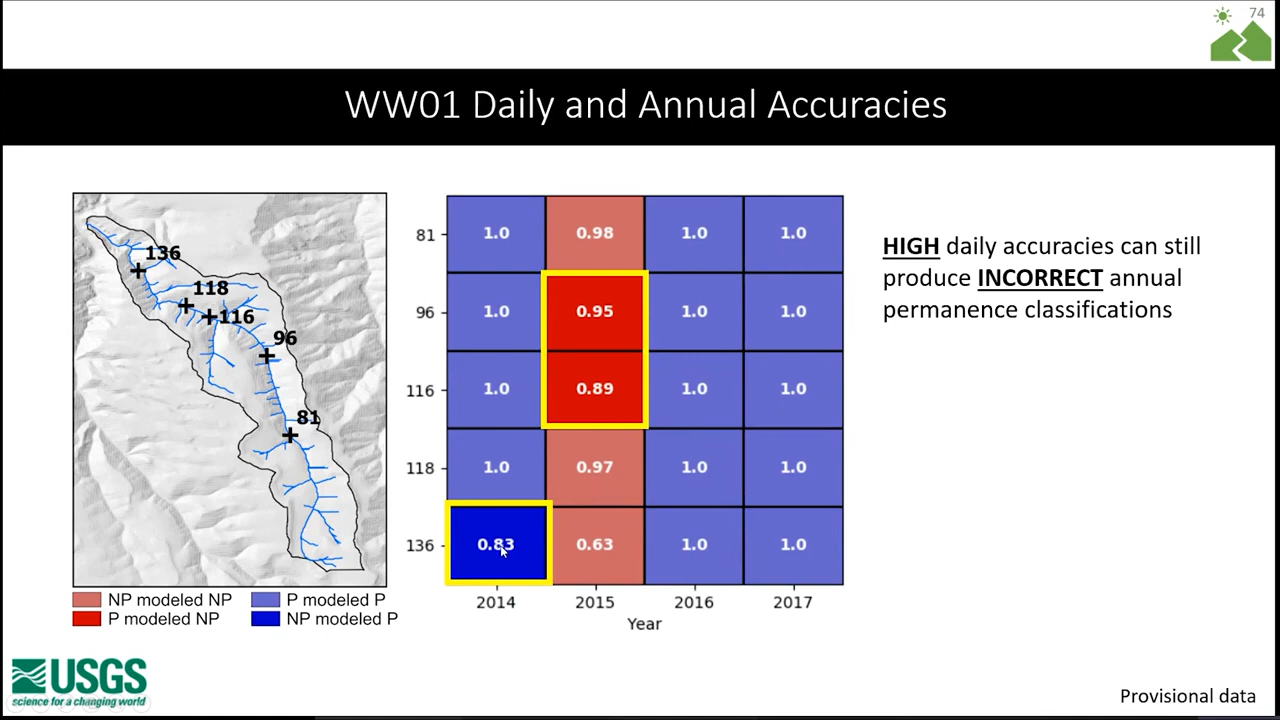 74
WW01 Daily and Annual Accuracies
136
118
116
96
81
NP modeled NP
P modeled P
P modeled NP
NP modeled P
81 1.0 0.98 1.0 1.0
96 1.0 0.95 1.0 1.0
116 1.0 0.89 1.0 1.0
118 1.0 0.97 1.0 1.0
136 0.83 0.63 1.0 1.0
2014 2015 2016 2017
Year
HIGH daily accuracies can still
produce INCORRECT annual
permanence classifications
USGS
science for a changing world
Provisional data